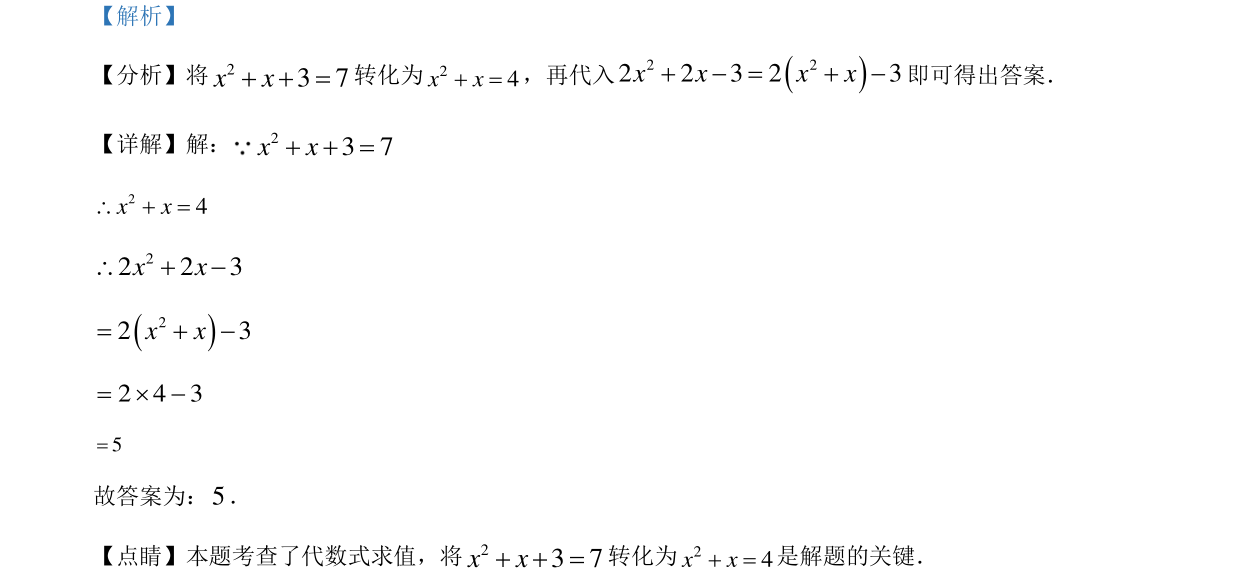 【解析】
【分析】将 x²+x+3=7 转化为 x²+x=4，再代入 2x²+2x−3=2(x²+x)−3 即可得出答案．
【详解】解：∵ x²+x+3=7
∴x²+x=4
∴2x²+2x−3
=2(x²+x)−3
=2×4−3
=5
故答案为：5．
【点睛】本题考查了代数式求值，将 x²+x+3=7 转化为 x²+x=4 是解题的关键．